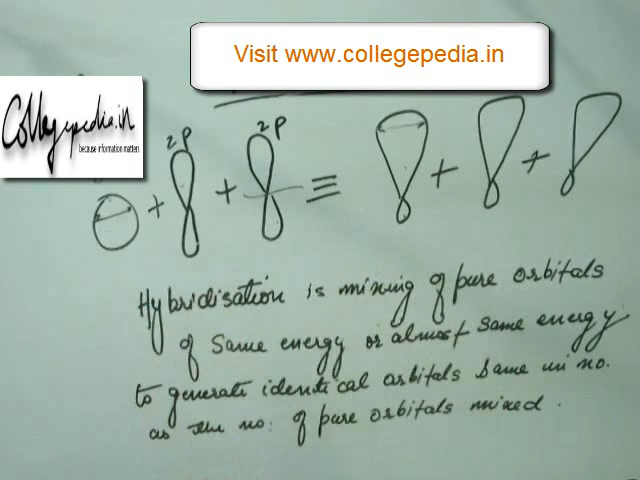 Visit www.collegepedia.in
Collegepedia.in
because information matters
2P
2P
+ + ≡ + +
Hybridisation is mixing of pure orbitals
of same energy or almost same energy
to generate identical orbitals same in no.
as the no: of pure orbitals mixed.